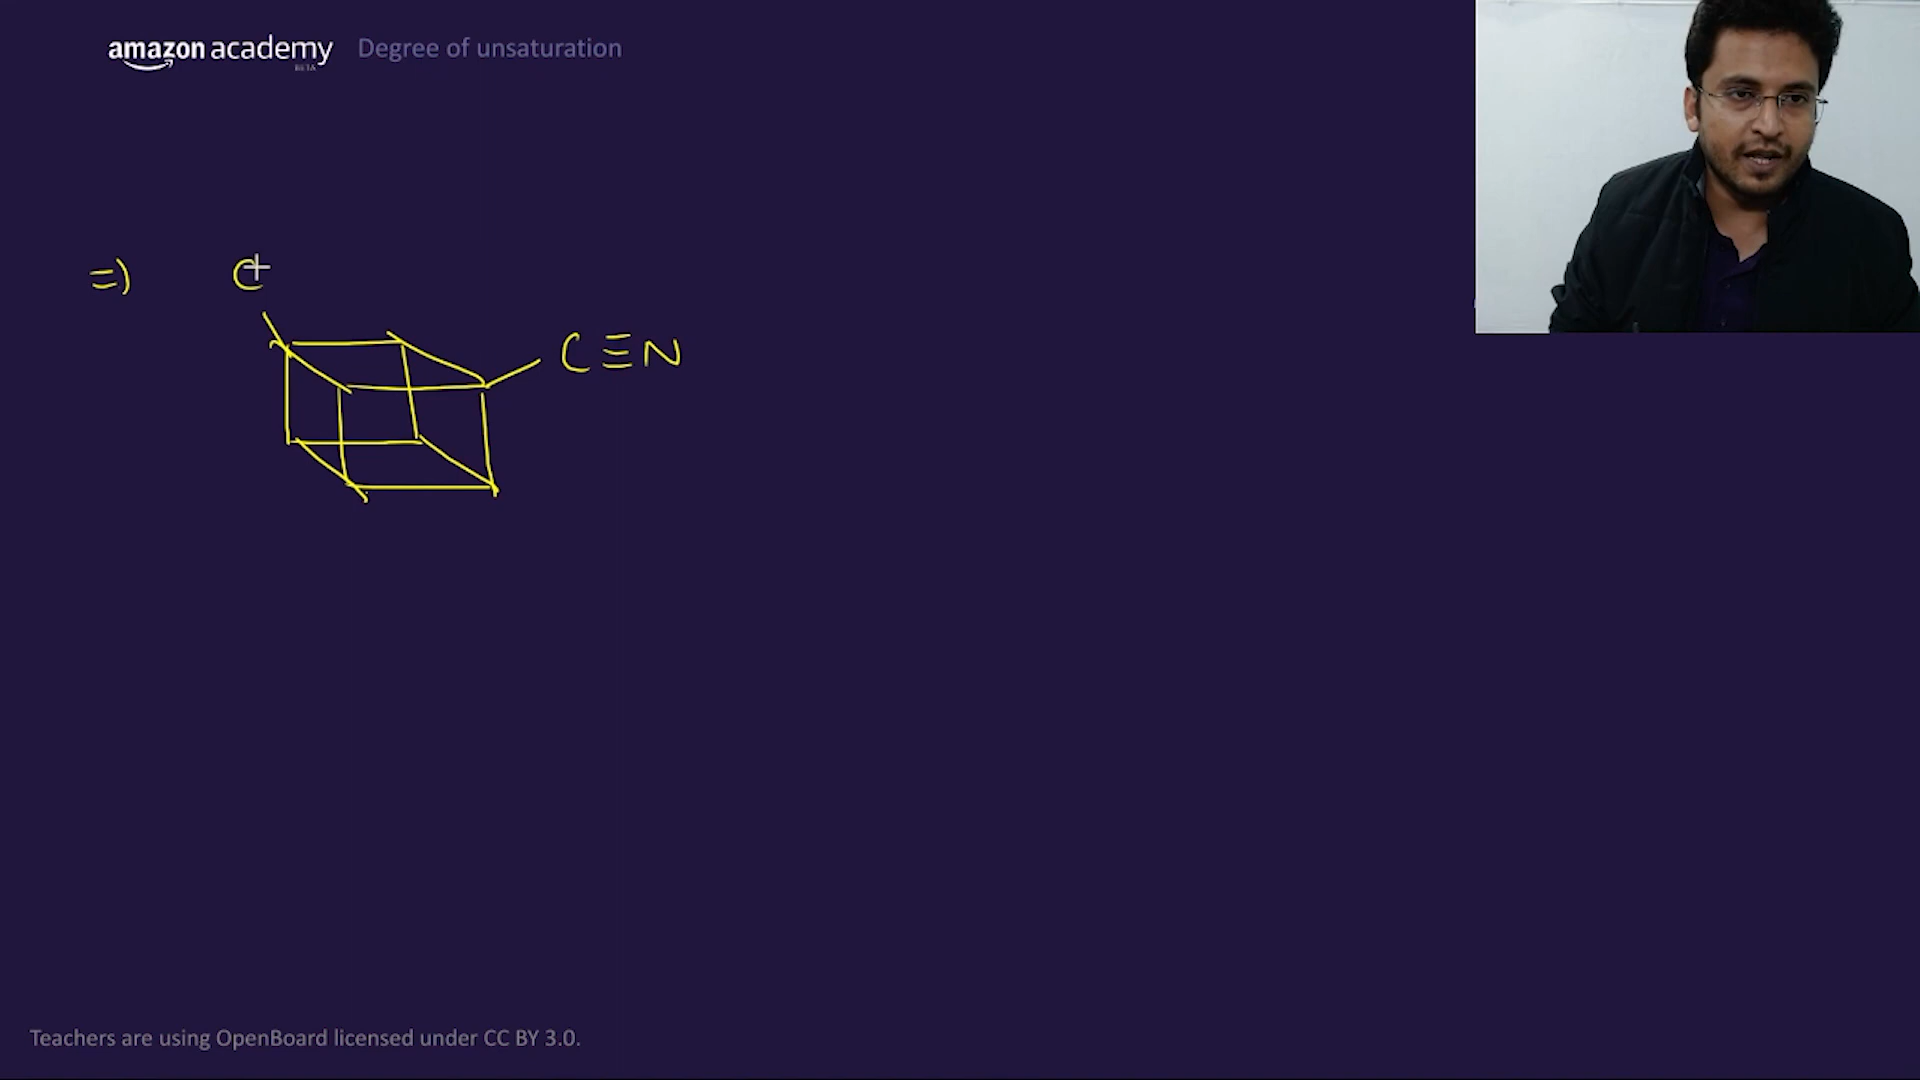 amazon academy Degree of unsaturation
BETA
=) C
C≡N
Teachers are using OpenBoard licensed under CC BY 3.0.